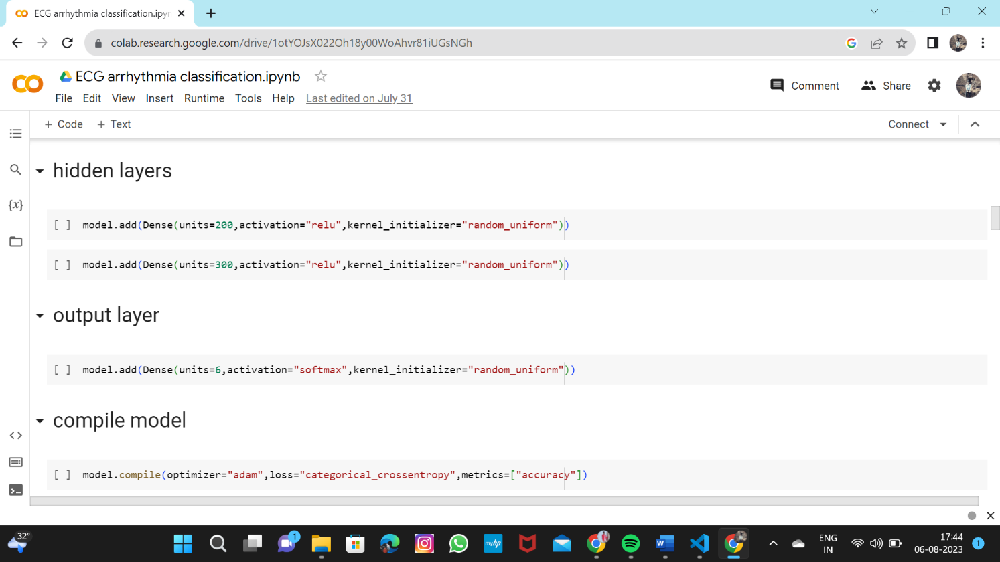 ECG arrhythmia classification.ipyn
colab.research.google.com/drive/1otYOJsX022Oh18y00WoAhvr81iUGsNGh
ECG arrhythmia classification.ipynb
Comment
Share
File Edit View Insert Runtime Tools Help Last edited on July 31
+ Code + Text
Connect
hidden layers
[ ] model.add(Dense(units=200,activation="relu",kernel_initializer="random_uniform"))
[ ] model.add(Dense(units=300,activation="relu",kernel_initializer="random_uniform"))
output layer
[ ] model.add(Dense(units=6,activation="softmax",kernel_initializer="random_uniform"))
compile model
[ ] model.compile(optimizer="adam",loss="categorical_crossentropy",metrics=["accuracy"])
32°
1
myhp
ENG
IN
17:44
06-08-2023
1